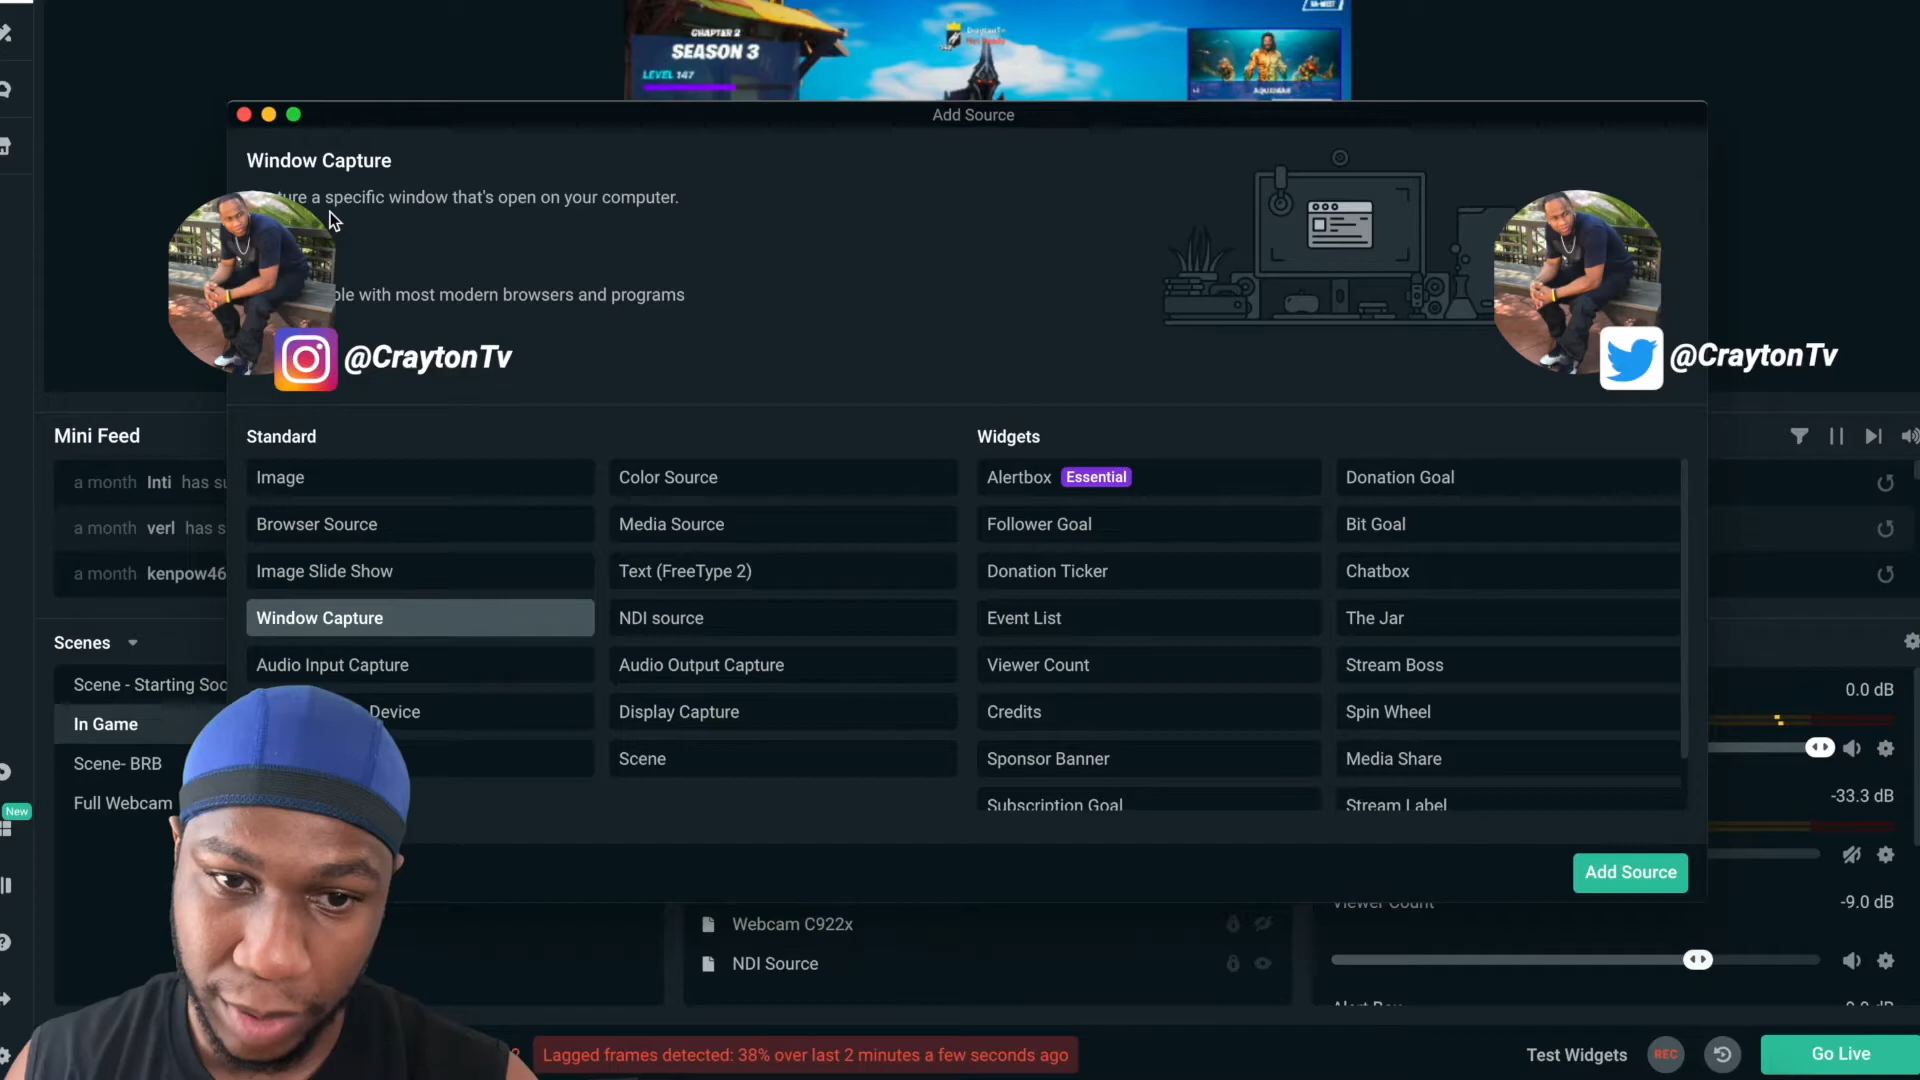 CHAPTER 2
SEASON 3
LEVEL 147
AQUAMAN
Add Source
Window Capture
ure a specific window that's open on your computer.
ble with most modern browsers and programs
@CraytonTv
@CraytonTv
Mini Feed
a month Inti has su
a month verl has s
a month kenpow46
Standard
Image
Color Source
Browser Source
Media Source
Image Slide Show
Text (FreeType 2)
Window Capture
NDI source
Audio Input Capture
Audio Output Capture
Device
Display Capture
Scene
Widgets
Alertbox Essential
Donation Goal
Follower Goal
Bit Goal
Donation Ticker
Chatbox
Event List
The Jar
Viewer Count
Stream Boss
Credits
Spin Wheel
Sponsor Banner
Media Share
Subscription Goal
Stream Label
Scenes
Scene - Starting Soo
In Game
Scene- BRB
Full Webcam
New
0.0 dB
-33.3 dB
Add Source
Viewer Count
-9.0 dB
Webcam C922x
NDI Source
Lagged frames detected: 38% over last 2 minutes a few seconds ago
Test Widgets
REC
Go Live